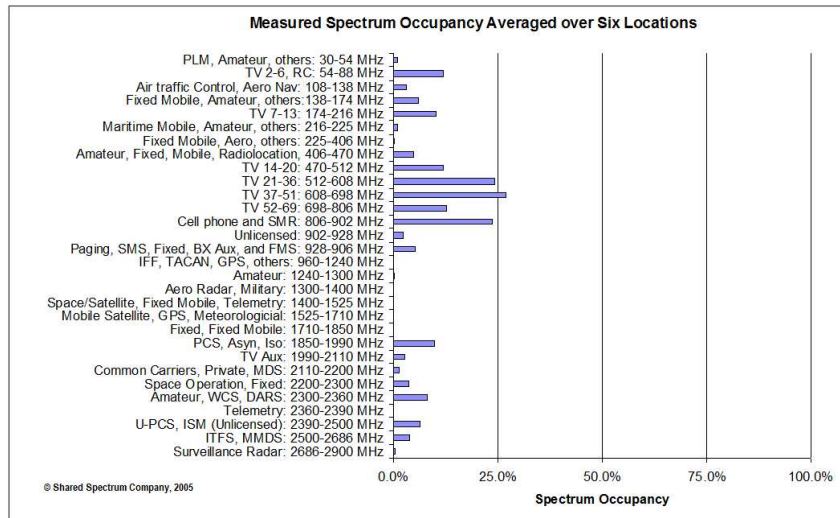 Measured Spectrum Occupancy Averaged over Six Locations
PLM, Amateur, others: 30-54 MHz
TV 2-6, RC: 54-88 MHz
Air traffic Control, Aero Nav: 108-138 MHz
Fixed Mobile, Amateur, others:138-174 MHz
TV 7-13: 174-216 MHz
Maritime Mobile, Amateur, others: 216-225 MHz
Fixed Mobile, Aero, others: 225-406 MHz
Amateur, Fixed, Mobile, Radiolocation, 406-470 MHz
TV 14-20: 470-512 MHz
TV 21-36: 512-608 MHz
TV 37-51: 608-698 MHz
TV 52-69: 698-806 MHz
Cell phone and SMR: 806-902 MHz
Unlicensed: 902-928 MHz
Paging, SMS, Fixed, BX Aux, and FMS: 928-906 MHz
IFF, TACAN, GPS, others: 960-1240 MHz
Amateur: 1240-1300 MHz
Aero Radar, Military: 1300-1400 MHz
Space/Satellite, Fixed Mobile, Telemetry: 1400-1525 MHz
Mobile Satellite, GPS, Meteorologicial: 1525-1710 MHz
Fixed, Fixed Mobile: 1710-1850 MHz
PCS, Asyn, Iso: 1850-1990 MHz
TV Aux: 1990-2110 MHz
Common Carriers, Private, MDS: 2110-2200 MHz
Space Operation, Fixed: 2200-2300 MHz
Amateur, WCS, DARS: 2300-2360 MHz
Telemetry: 2360-2390 MHz
U-PCS, ISM (Unlicensed): 2390-2500 MHz
ITFS, MMDS: 2500-2686 MHz
Surveillance Radar: 2686-2900 MHz
0.0% 25.0% 50.0% 75.0% 100.0%
© Shared Spectrum Company, 2005
Spectrum Occupancy